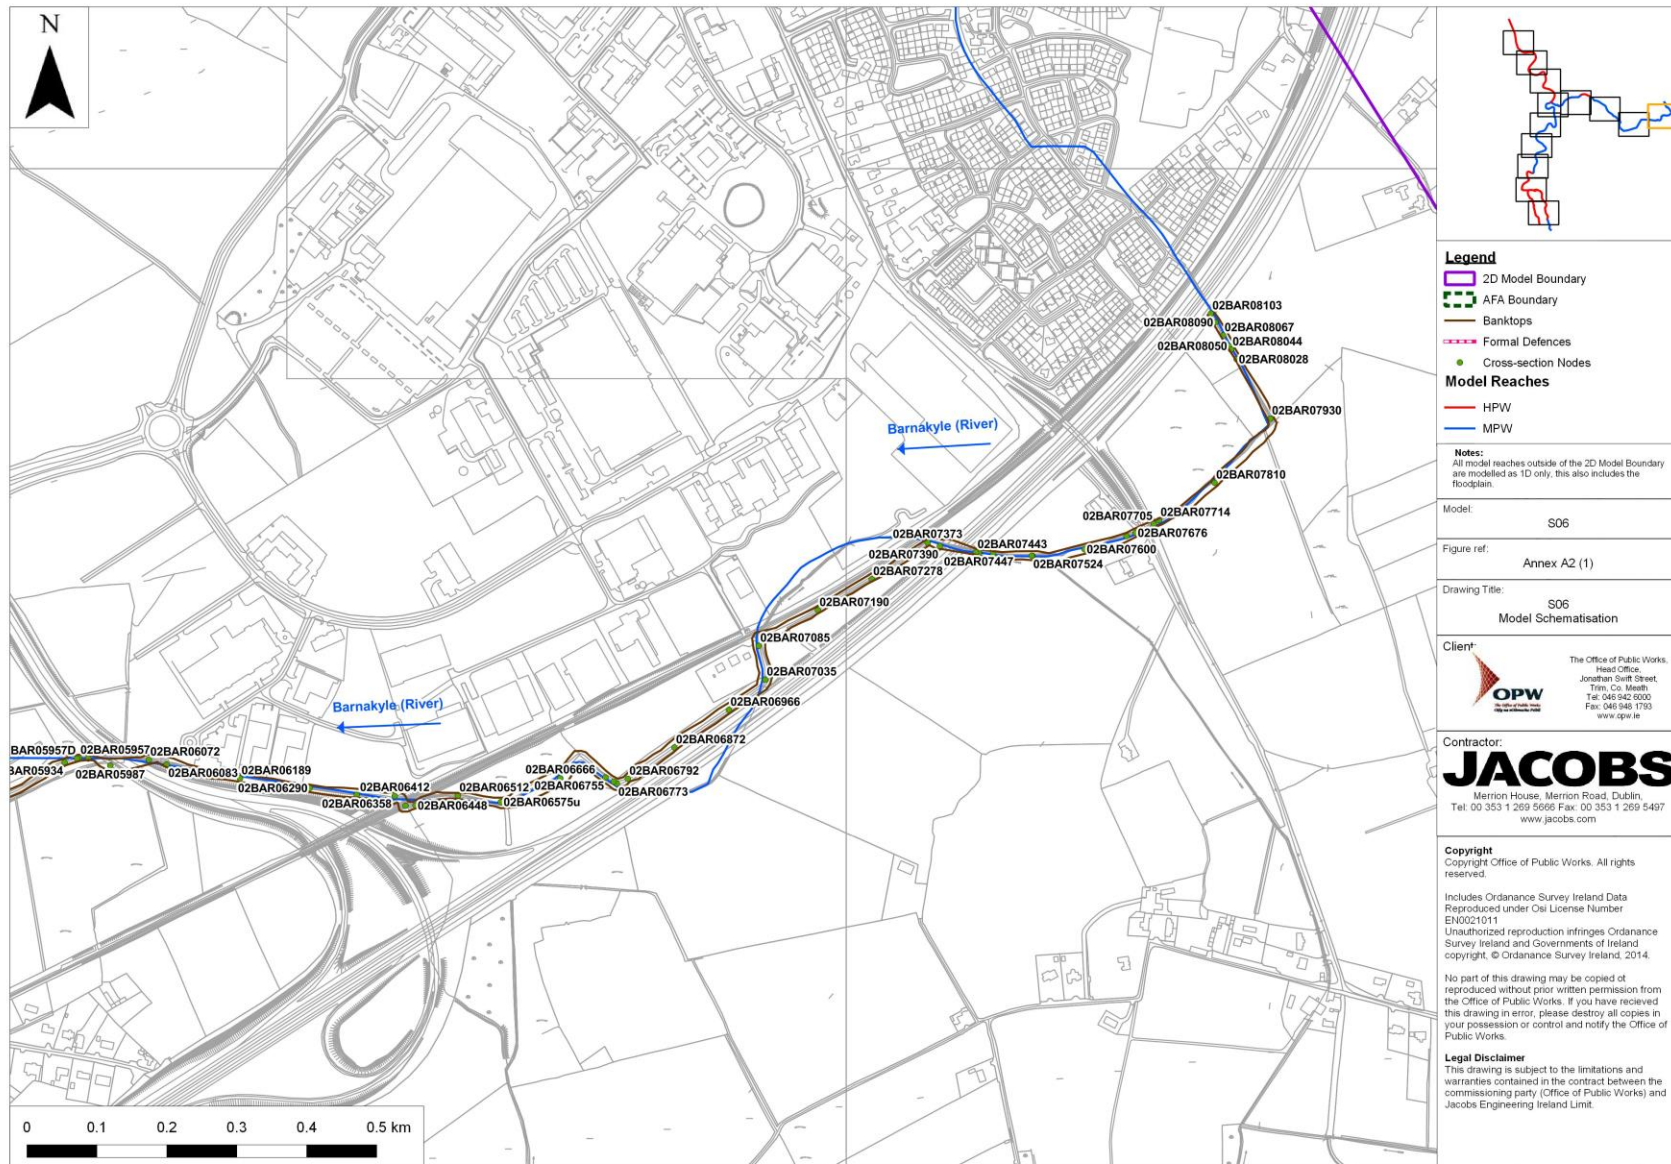 N
02BAR08103
02BAR08090
02BAR08067
02BAR08044
02BAR08050
02BAR08028
02BAR07930
Barnakyle (River)
02BAR07810
02BAR07705
02BAR07714
02BAR07676
02BAR07373
02BAR07443
02BAR07600
02BAR07390
02BAR07447
02BAR07524
02BAR07278
02BAR07190
02BAR07085
02BAR07035
02BAR06966
Barnakyle (River)
02BAR06872
BAR05957D
02BAR05957
02BAR06072
BAR05934
02BAR05987
02BAR06083
02BAR06189
02BAR06666
02BAR06792
02BAR06290
02BAR06412
02BAR06512
02BAR06755
02BAR06773
02BAR06358
02BAR06448
02BAR06575u
0 0.1 0.2 0.3 0.4 0.5 km
Legend
2D Model Boundary
AFA Boundary
Banktops
Formal Defences
Cross-section Nodes
Model Reaches
HPW
MPW
Notes:
All model reaches outside of the 2D Model Boundary
are modelled as 1D only, this also includes the
floodplain.
Model:
S06
Figure ref:
Annex A2 (1)
Drawing Title:
S06
Model Schematisation
Client:
OPW
The Office of Public Works
The Office of Public Works,
Head Office,
Jonathan Swift Street,
Trim, Co. Meath
Tel: 046 942 6000
Fax: 046 948 1793
www.opw.ie
Contractor:
JACOBS
Merrion House, Merrion Road, Dublin,
Tel: 00 353 1 269 5666 Fax: 00 353 1 269 5497
www.jacobs.com
Copyright
Copyright Office of Public Works. All rights
reserved.
Includes Ordanance Survey Ireland Data
Reproduced under Osi License Number
EN0021011
Unauthorized reproduction infringes Ordanance
Survey Ireland and Governments of Ireland
copyright, © Ordanance Survey Ireland, 2014.
No part of this drawing may be copied of
reproduced without prior written permission from
the Office of Public Works. If you have recieved
this drawing in error, please destroy all copies in
your possession or control and notify the Office of
Public Works.
Legal Disclaimer
This drawing is subject to the limitations and
warranties contained in the contract between the
commissioning party (Office of Public Works) and
Jacobs Engineering Ireland Limit.